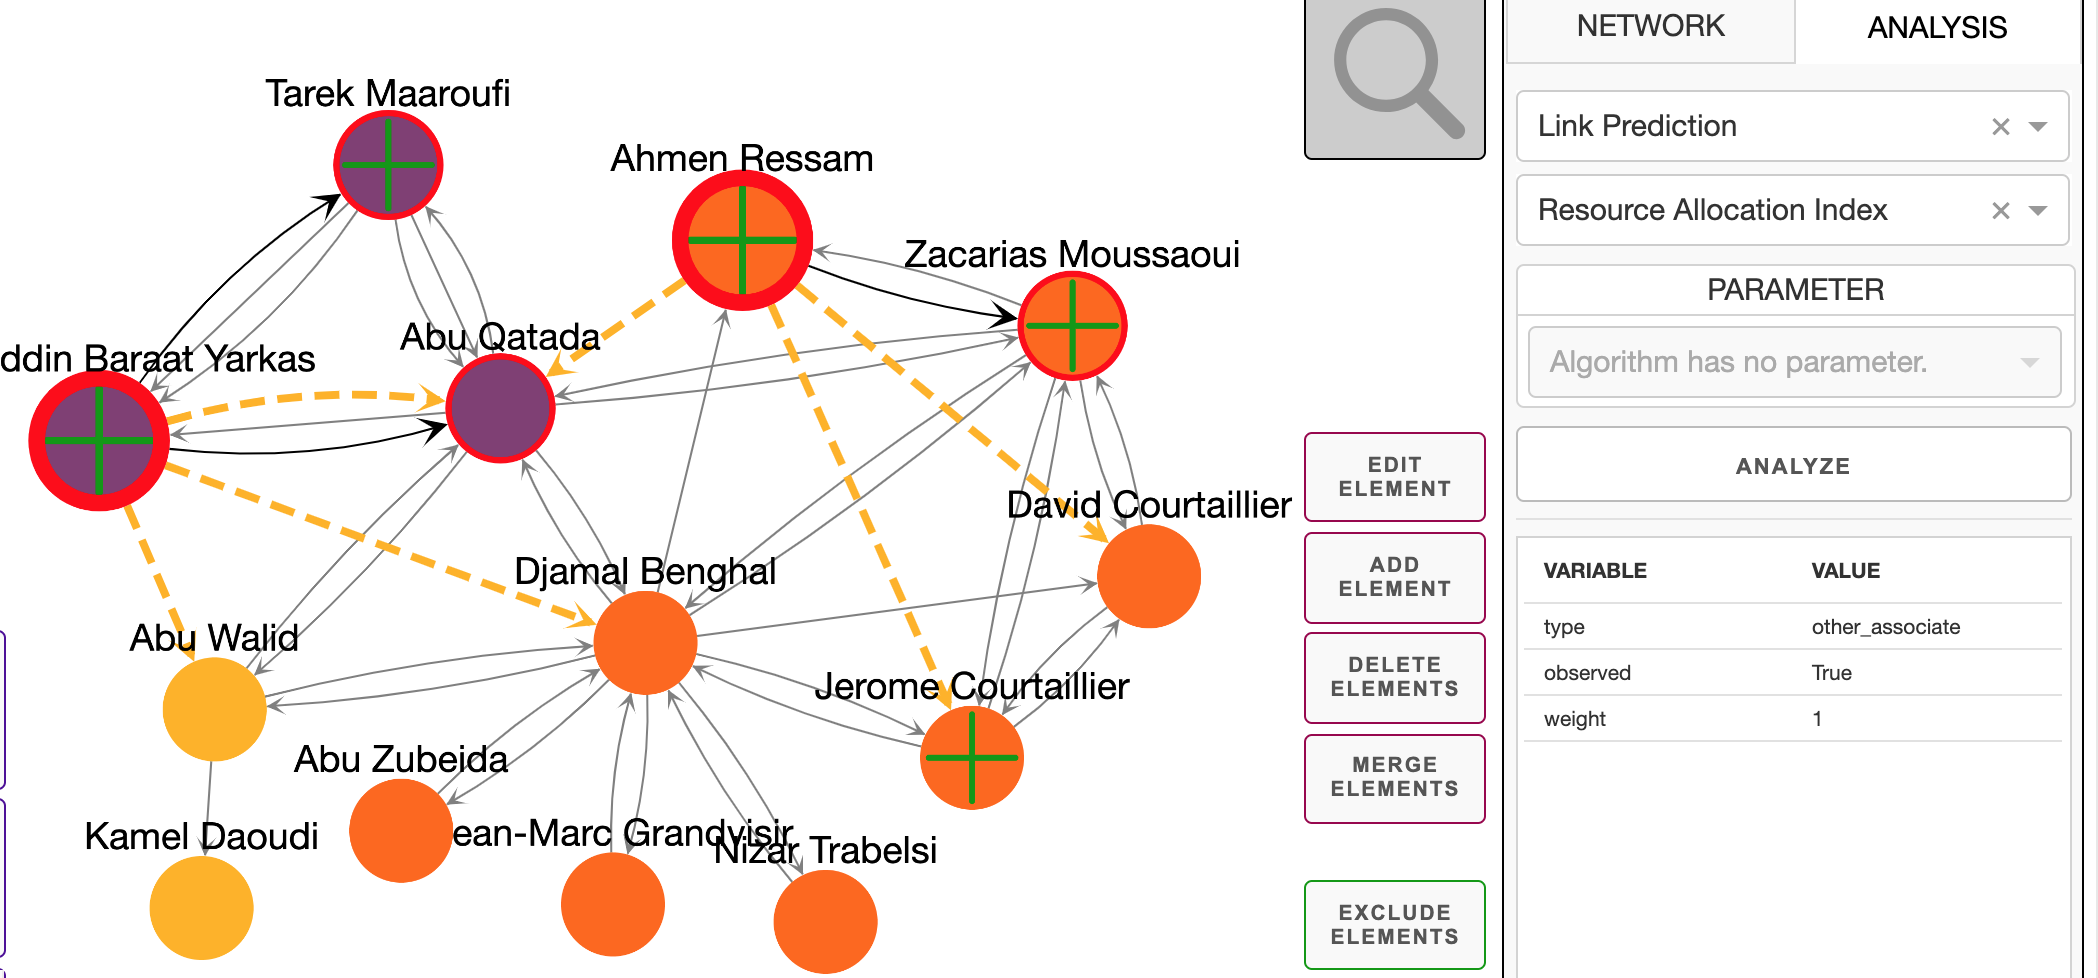 Tarek Maaroufi
Ahmen Ressam
Zacarias Moussaoui
Abu Qatada
ddin Baraat Yarkas
David Courtaillier
Djamal Benghal
Abu Walid
Jerome Courtaillier
Abu Zubeida
Kamel Daoudi
ean-Marc Grandvisir
Nizar Trabelsi
EDIT
ELEMENT
ADD
ELEMENT
DELETE
ELEMENTS
MERGE
ELEMENTS
EXCLUDE
ELEMENTS
NETWORK
ANALYSIS
Link Prediction
Resource Allocation Index
PARAMETER
Algorithm has no parameter.
ANALYZE
VARIABLE VALUE
type other_associate
observed True
weight 1